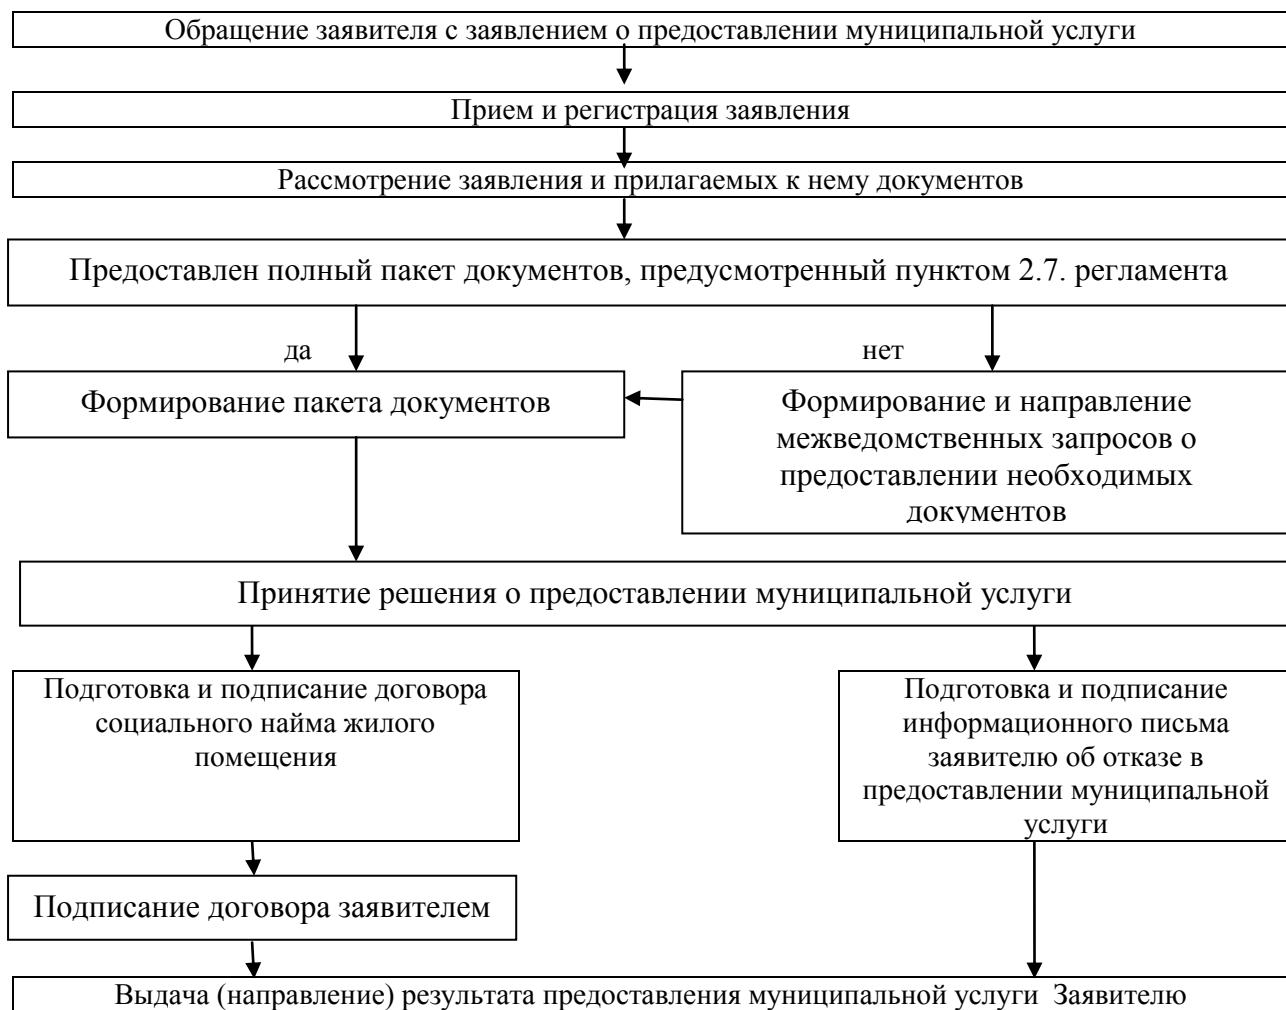 Обращение заявителя с заявлением о предоставлении муниципальной услуги
Прием и регистрация заявления
Рассмотрение заявления и прилагаемых к нему документов
Предоставлен полный пакет документов, предусмотренный пунктом 2.7. регламента
да
нет
Формирование пакета документов
Формирование и направление
межведомственных запросов о
предоставлении необходимых
документов
Принятие решения о предоставлении муниципальной услуги
Подготовка и подписание договора
социального найма жилого
помещения
Подготовка и подписание
информационного письма
заявителю об отказе в
предоставлении муниципальной
услуги
Подписание договора заявителем
Выдача (направление) результата предоставления муниципальной услуги  Заявителю